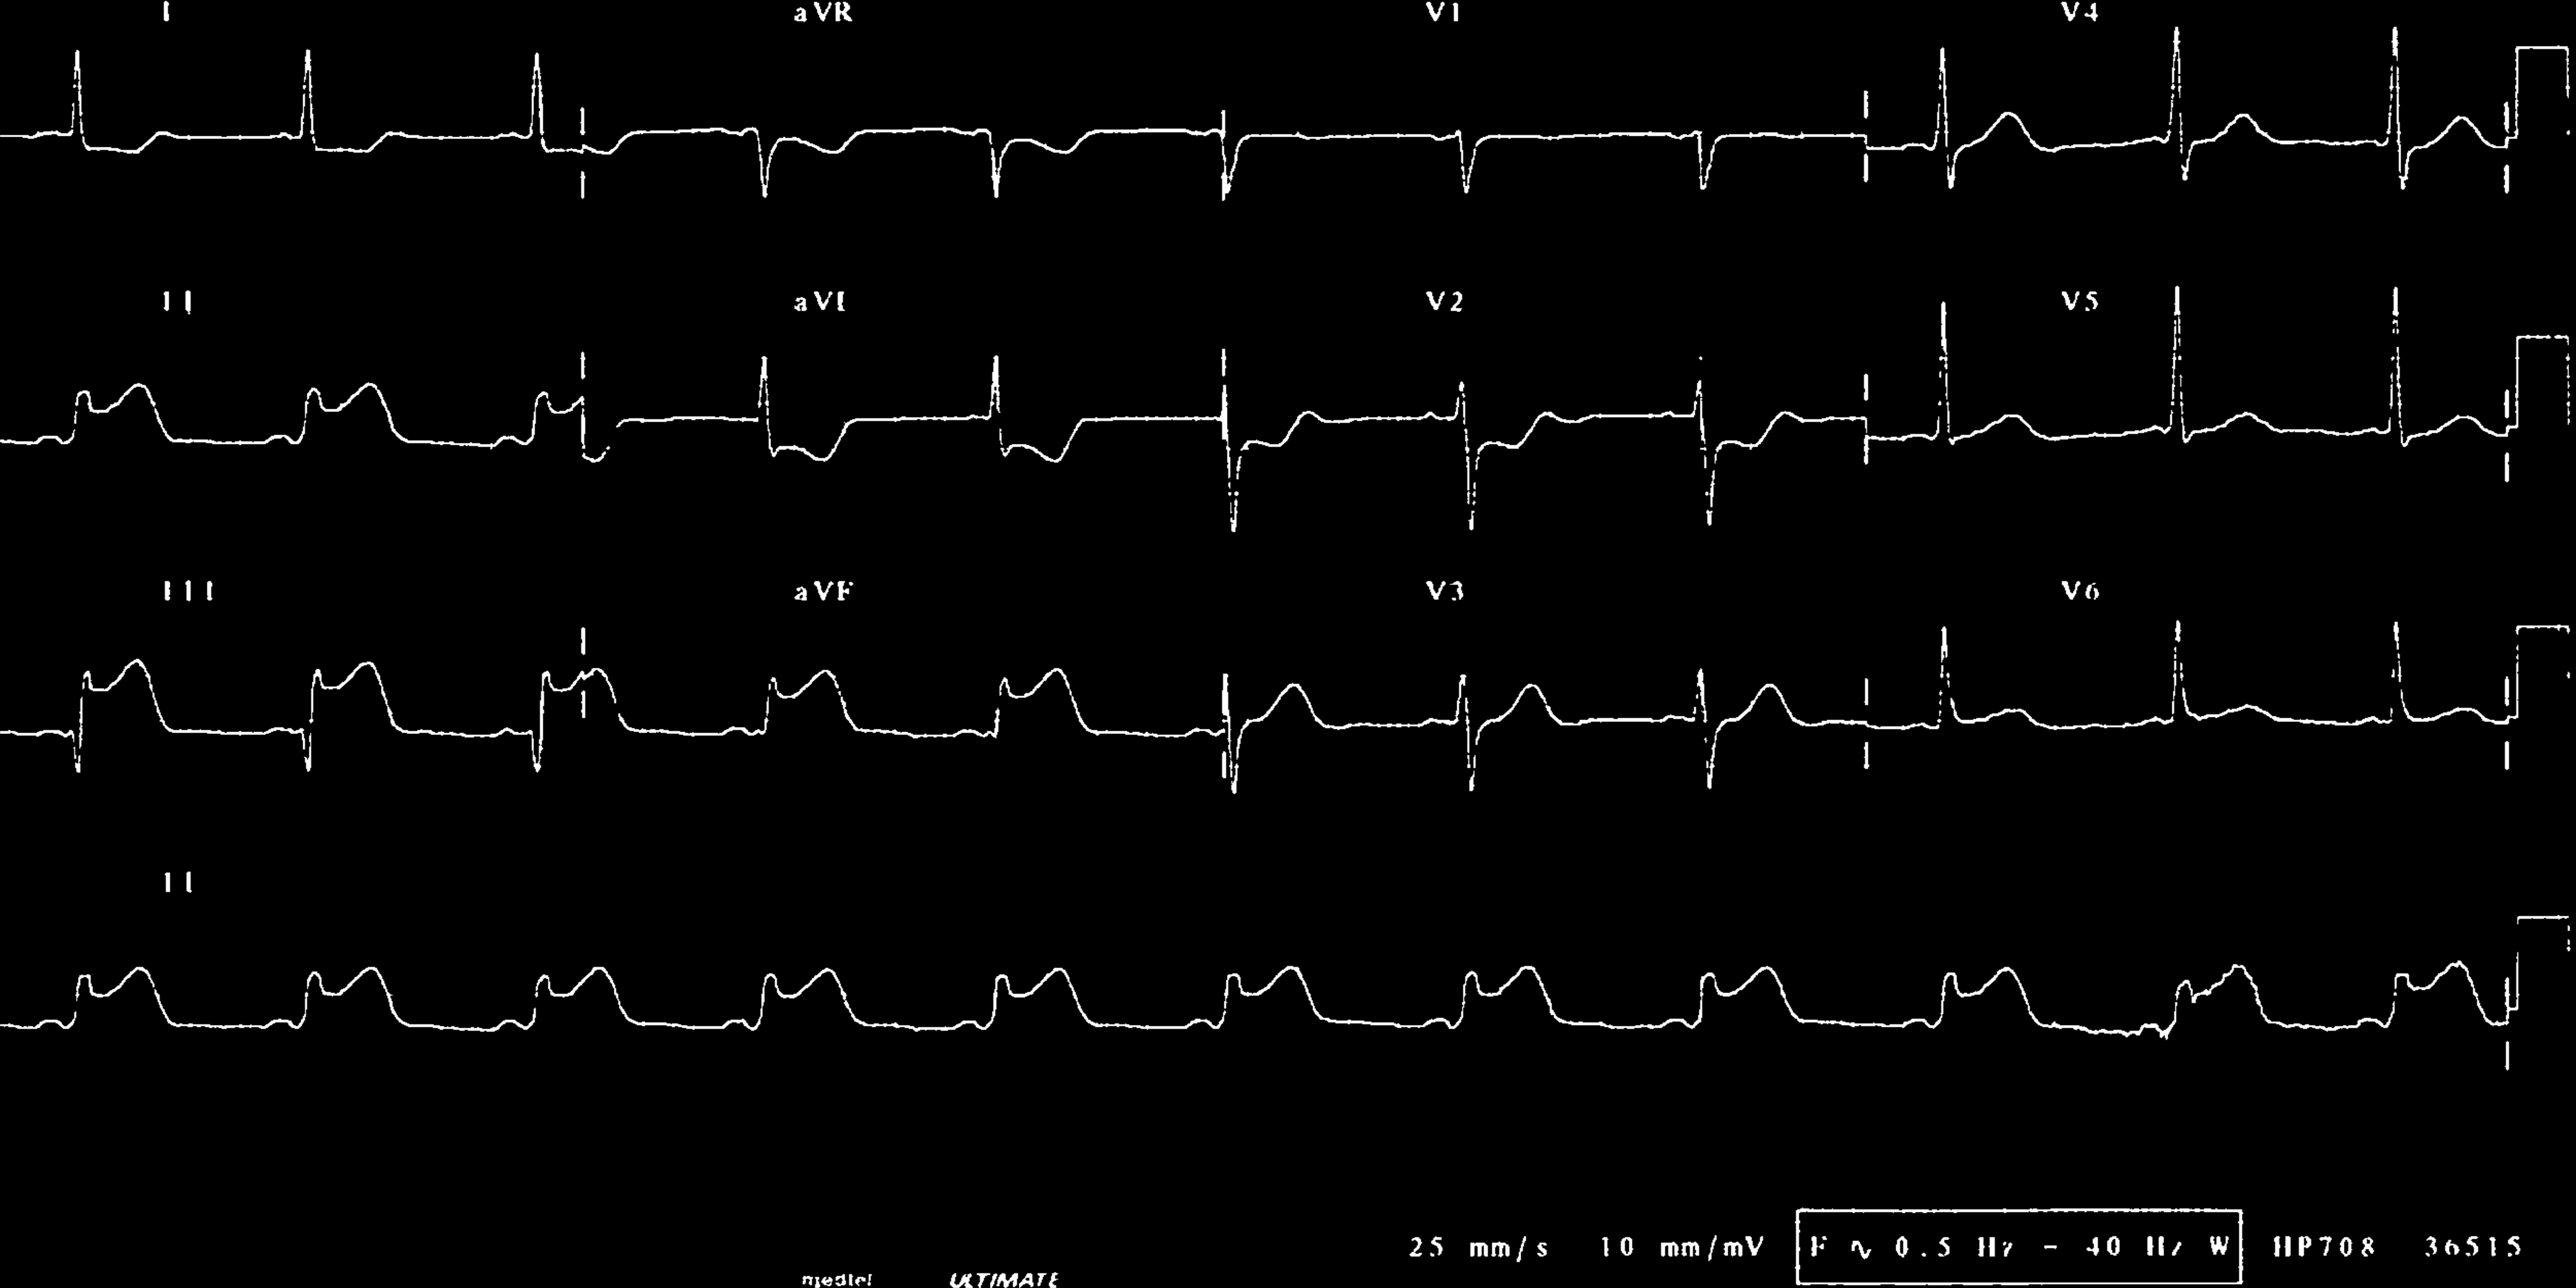 I aVR V1 V4
II aVL V2 V5
III aVF V3 V6
II
25 mm/s 10 mm/mV F ∿ 0.5 Hz - 40 Hz W HP708 36515
ULTIMATE